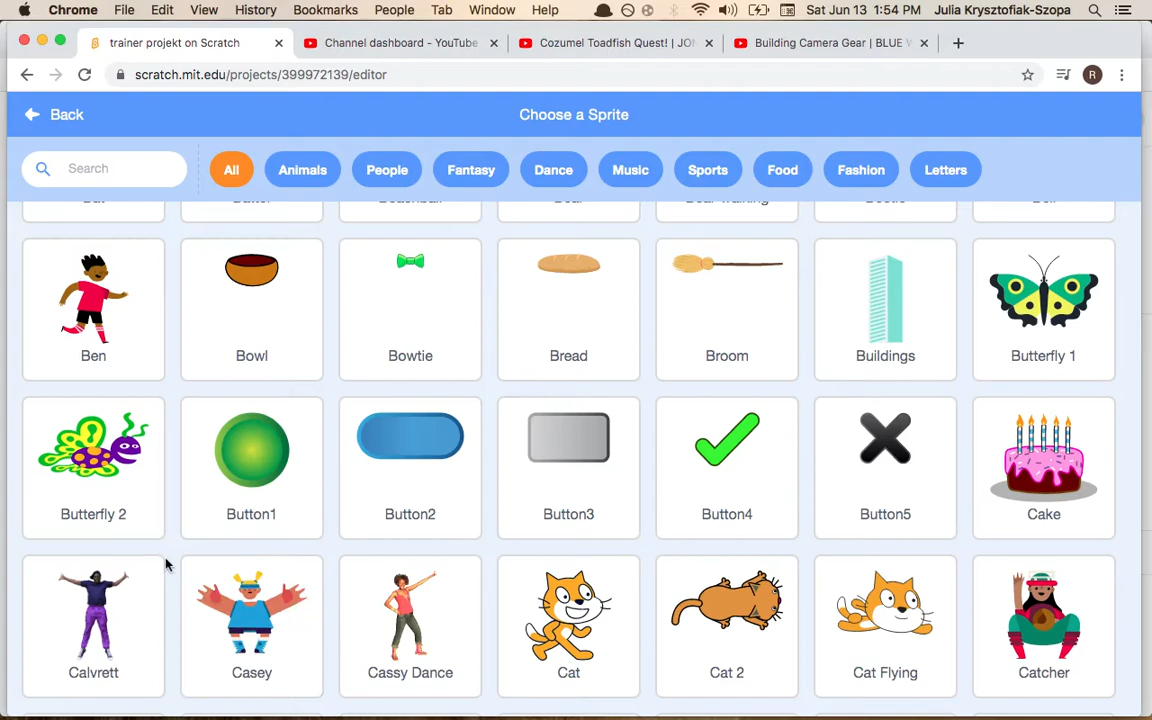 Chrome File Edit View History Bookmarks People Tab Window Help Sat Jun 13 1:54 PM Julia Krysztofiak-Szopa
trainer projekt on Scratch Channel dashboard - YouTube Cozumel Toadfish Quest! | JON Building Camera Gear | BLUE W
scratch.mit.edu/projects/399972139/editor R
Back Choose a Sprite
Search All Animals People Fantasy Dance Music Sports Food Fashion Letters
Bear Walking
Ben Bowl Bowtie Bread Broom Buildings Butterfly 1
Butterfly 2 Button1 Button2 Button3 Button4 Button5 Cake
Calvrett Casey Cassy Dance Cat Cat 2 Cat Flying Catcher